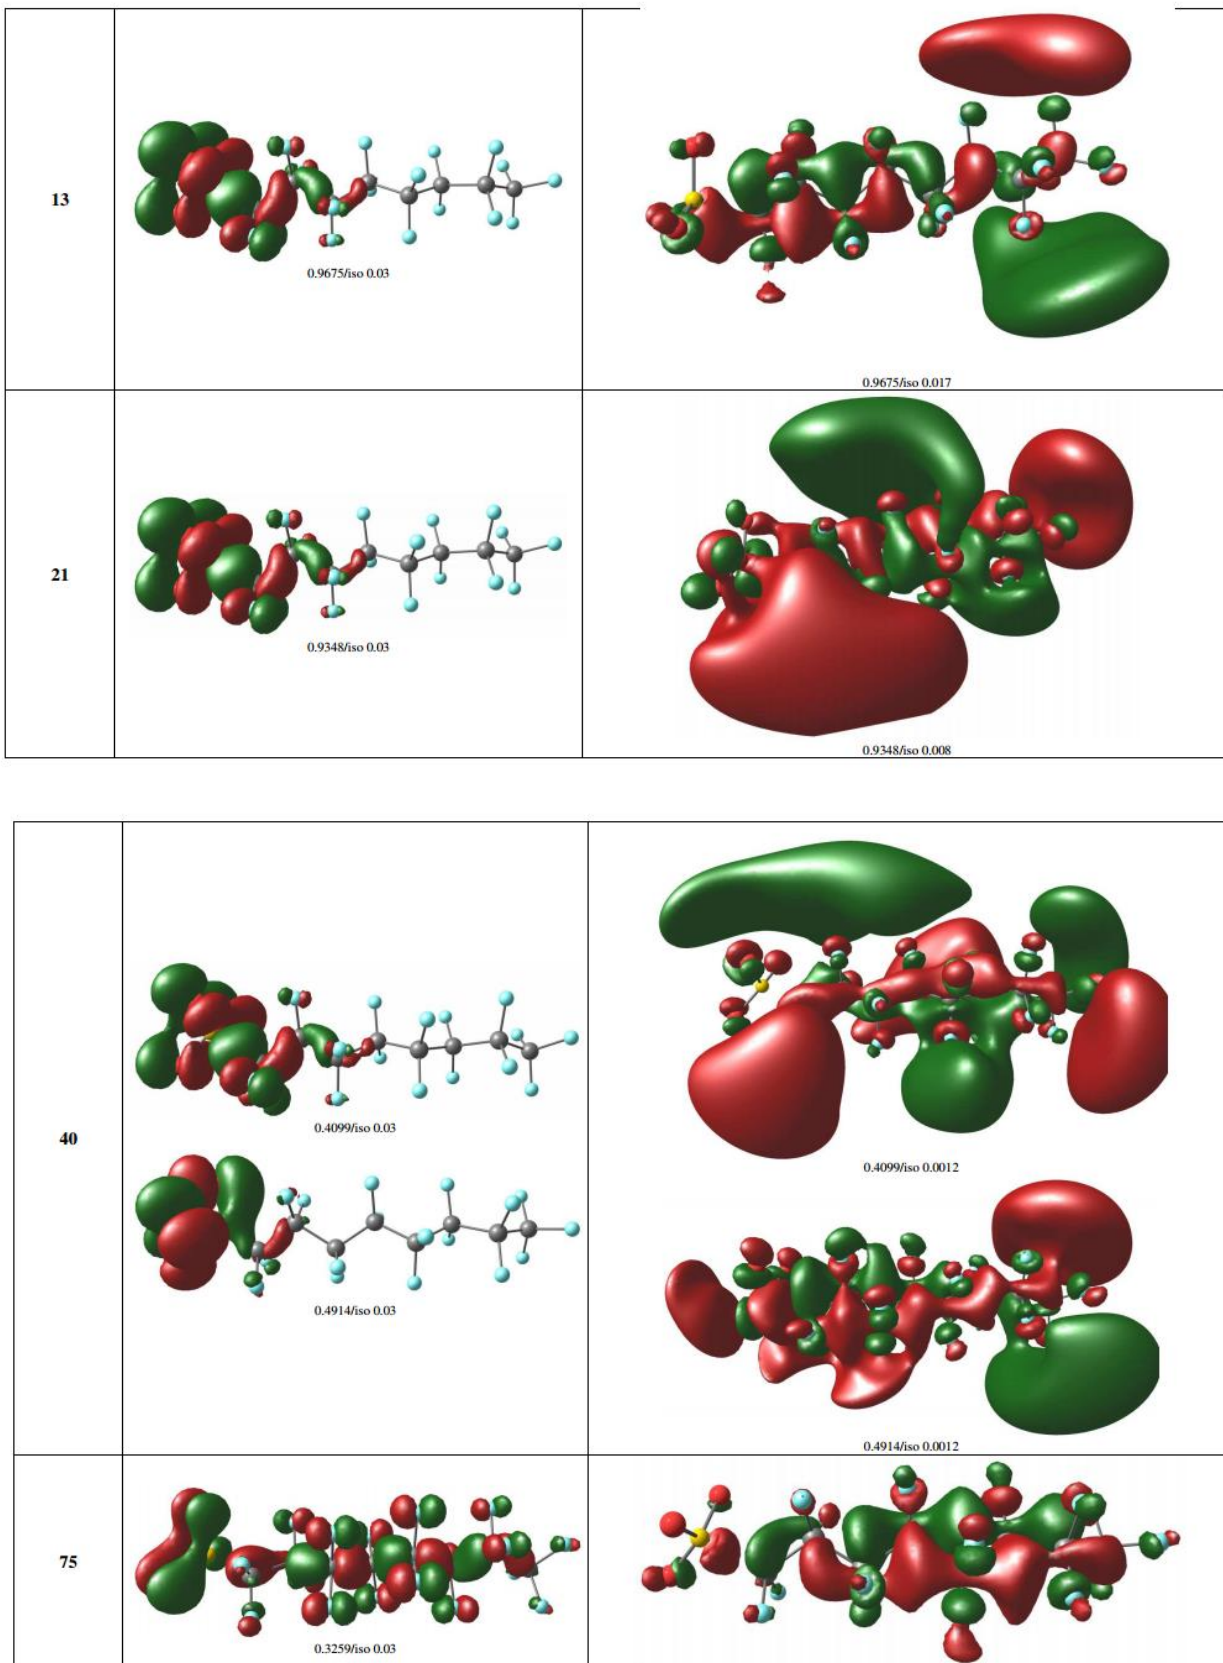 13
0.9675/iso 0.03
0.9675/iso 0.017
21
0.9348/iso 0.03
0.9348/iso 0.008
40
0.4099/iso 0.03
0.4099/iso 0.0012
0.4914/iso 0.03
0.4914/iso 0.0012
75
0.3259/iso 0.03